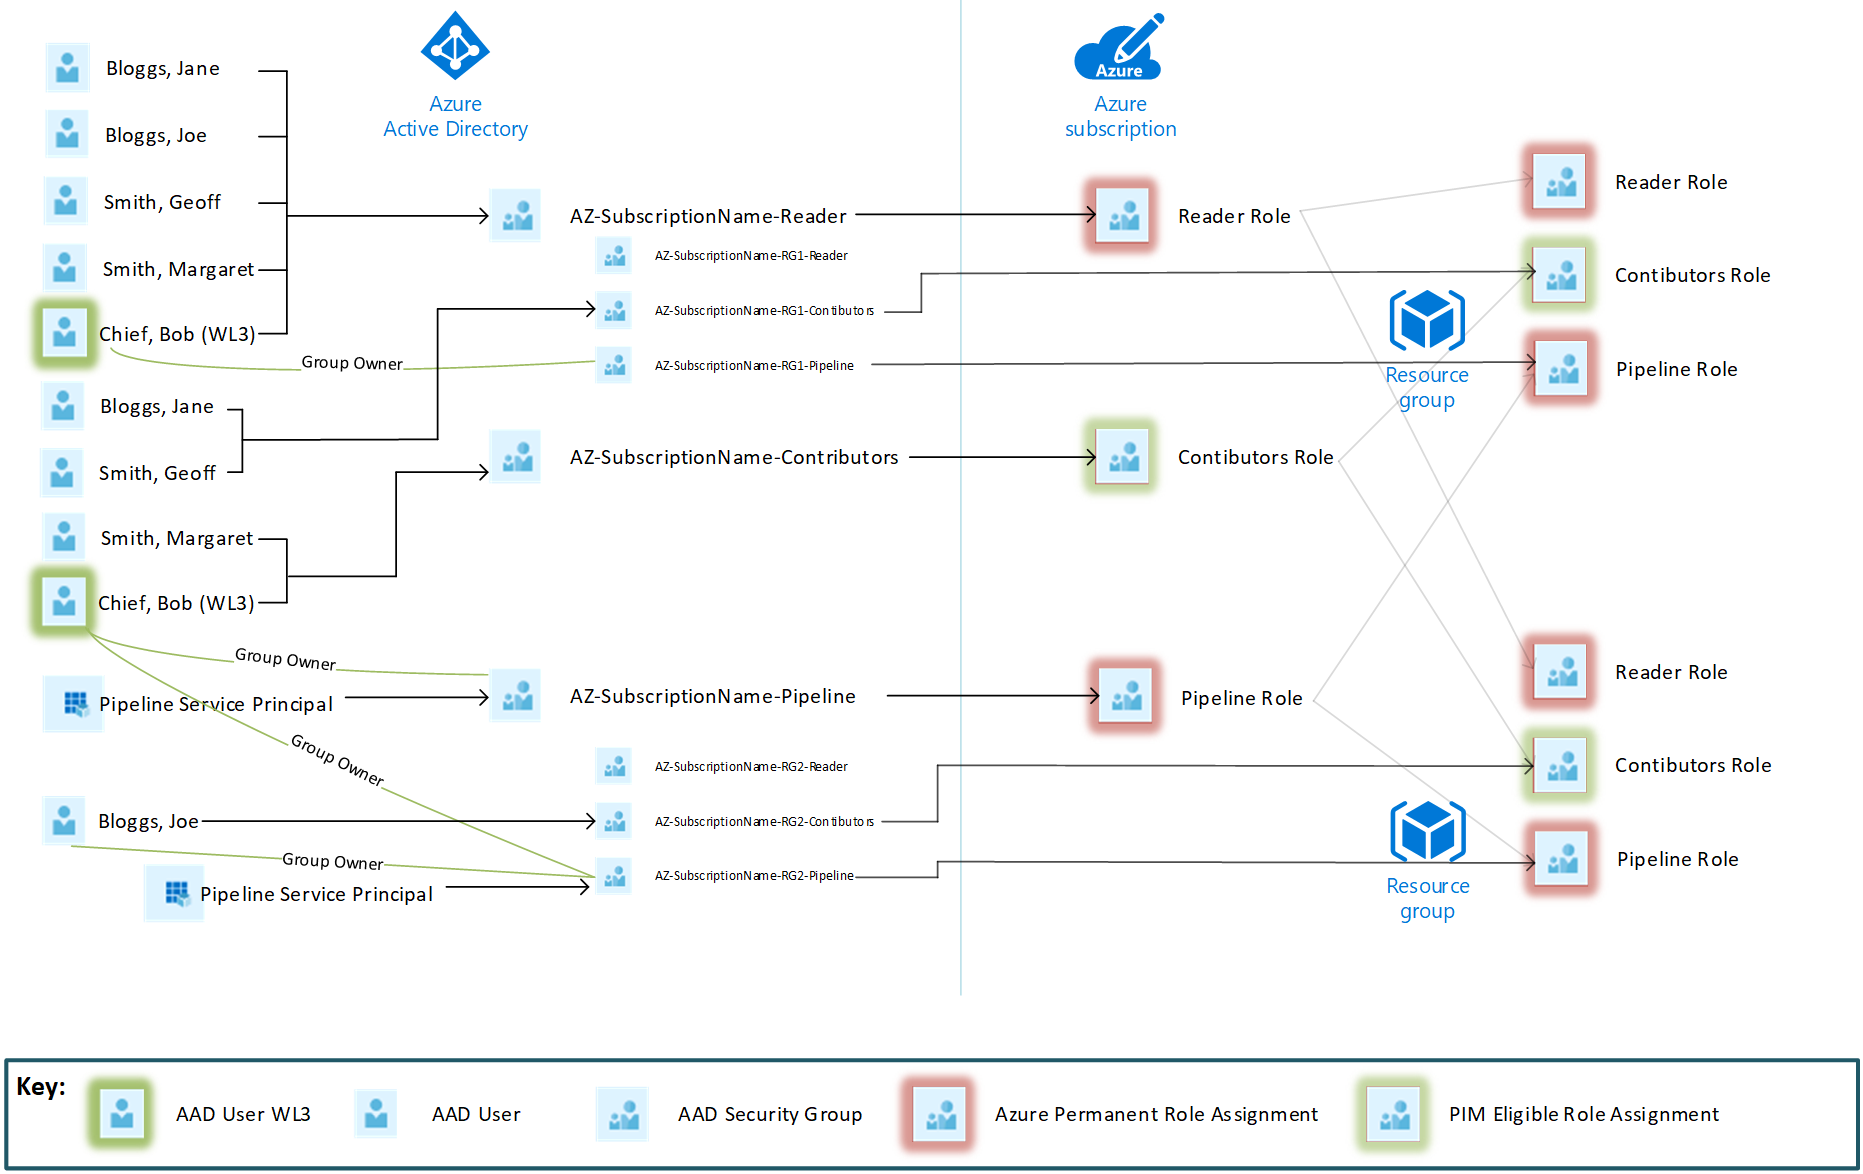 Azure
Active Directory
Azure
Azure
subscription
Bloggs, Jane
Bloggs, Joe
Smith, Geoff
Smith, Margaret
Chief, Bob (WL3)
Group Owner
Bloggs, Jane
Smith, Geoff
Smith, Margaret
Chief, Bob (WL3)
Group Owner
Pipeline Service Principal
Group Owner
Bloggs, Joe
Group Owner
Pipeline Service Principal
AZ-SubscriptionName-Reader
AZ-SubscriptionName-RG1-Reader
AZ-SubscriptionName-RG1-Contibutors
AZ-SubscriptionName-RG1-Pipeline
AZ-SubscriptionName-Contributors
AZ-SubscriptionName-Pipeline
AZ-SubscriptionName-RG2-Reader
AZ-SubscriptionName-RG2-Contibutors
AZ-SubscriptionName-RG2-Pipeline
Reader Role
Contibutors Role
Pipeline Role
Resource
group
Resource
group
Reader Role
Contibutors Role
Pipeline Role
Reader Role
Contibutors Role
Pipeline Role
Key:
AAD User WL3
AAD User
AAD Security Group
Azure Permanent Role Assignment
PIM Eligible Role Assignment